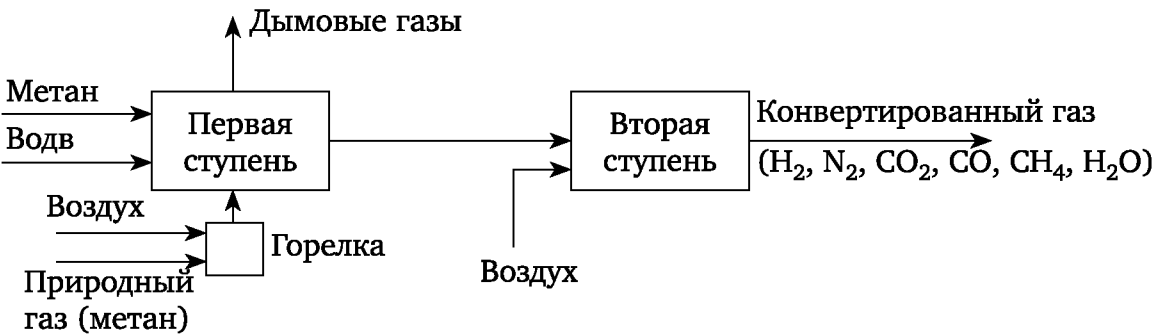 Дымовые газы
Метан
Водв
Первая
ступень
Вторая
ступень
Конвертированный газ
(H₂, N₂, CO₂, CO, CH₄, H₂O)
Воздух
Горелка
Природный
газ (метан)
Воздух